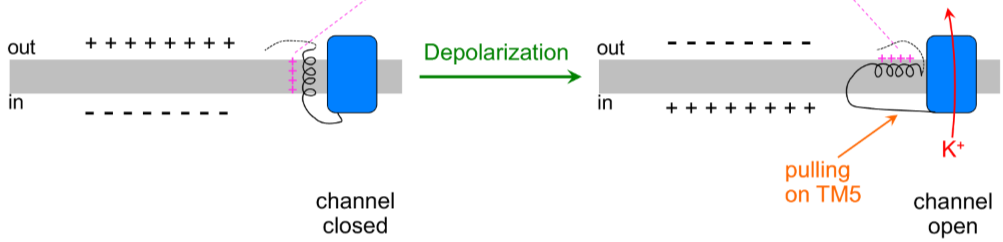 out
+ + + + + + + +
in
- - - - - - - -
+
+
+
+
channel
closed
Depolarization
out
- - - - - - - -
in
+ + + + + + + +
++++
K+
pulling
on TM5
channel
open